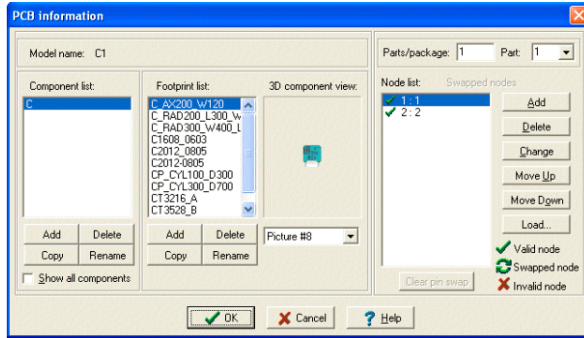 PCB information
Model name: C1
Component list:
C
Add
Delete
Copy
Rename
Show all components
Footprint list:
C_AX200_W120
C_RAD200_L300_W
C_RAD300_W400_L
C1608_0603
C2012_0805
C2012-0805
CP_CYL100_D300
CP_CYL300_D700
CT3216_A
CT3528_B
Add
Delete
Copy
Rename
3D component view:
Picture #8
Parts/package: 1
Part: 1
Node list:
Swapped nodes
1 : 1
2 : 2
Add
Delete
Change
Move Up
Move Down
Load...
Valid node
Swapped node
Invalid node
Clear pin swap
OK
Cancel
Help